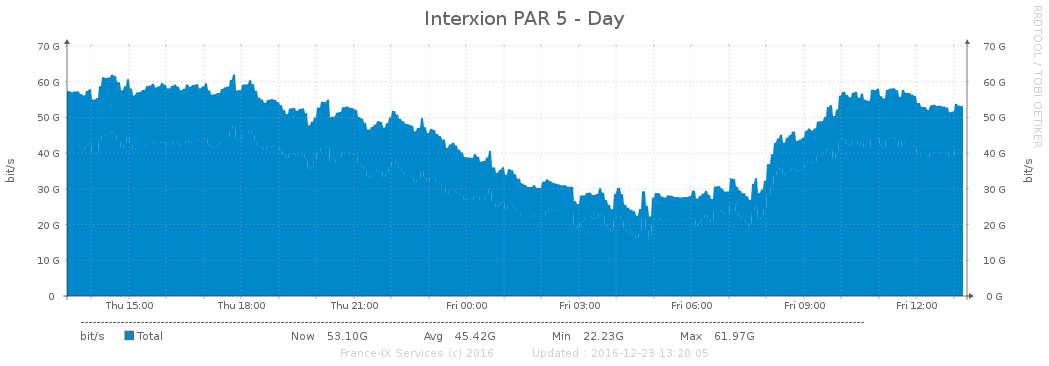 Interxion PAR 5 - Day
RRDTOOL / TOBI OETIKER
70 G 70 G
60 G 60 G
50 G 50 G
40 G 40 G
30 G 30 G
20 G 20 G
10 G 10 G
0 0 G
bit/s bit/s
Thu 15:00 Thu 18:00 Thu 21:00 Fri 00:00 Fri 03:00 Fri 06:00 Fri 09:00 Fri 12:00
bit/s Total Now 53.10G Avg 45.42G Min 22.23G Max 61.97G
France-IX Services (c) 2016 Updated : 2016-12-23 13:20:05